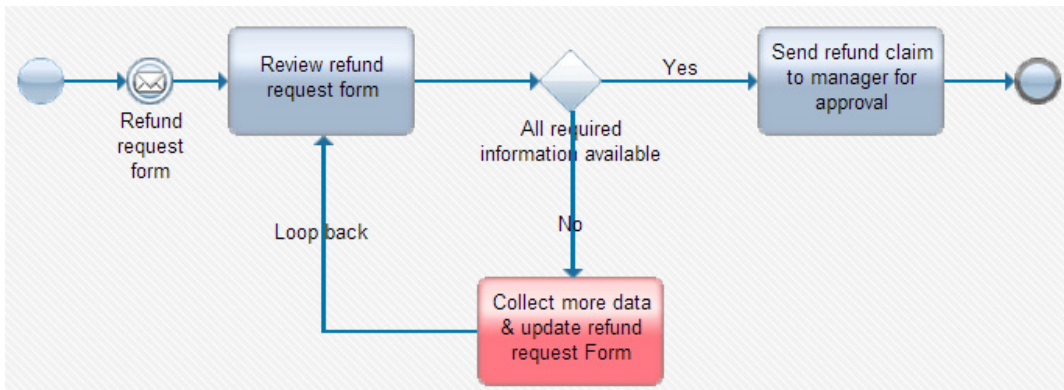 Refund
request
form
Review refund
request form
All required
information available
Yes
Send refund claim
to manager for
approval
No
Collect more data
& update refund
request Form
Loop back